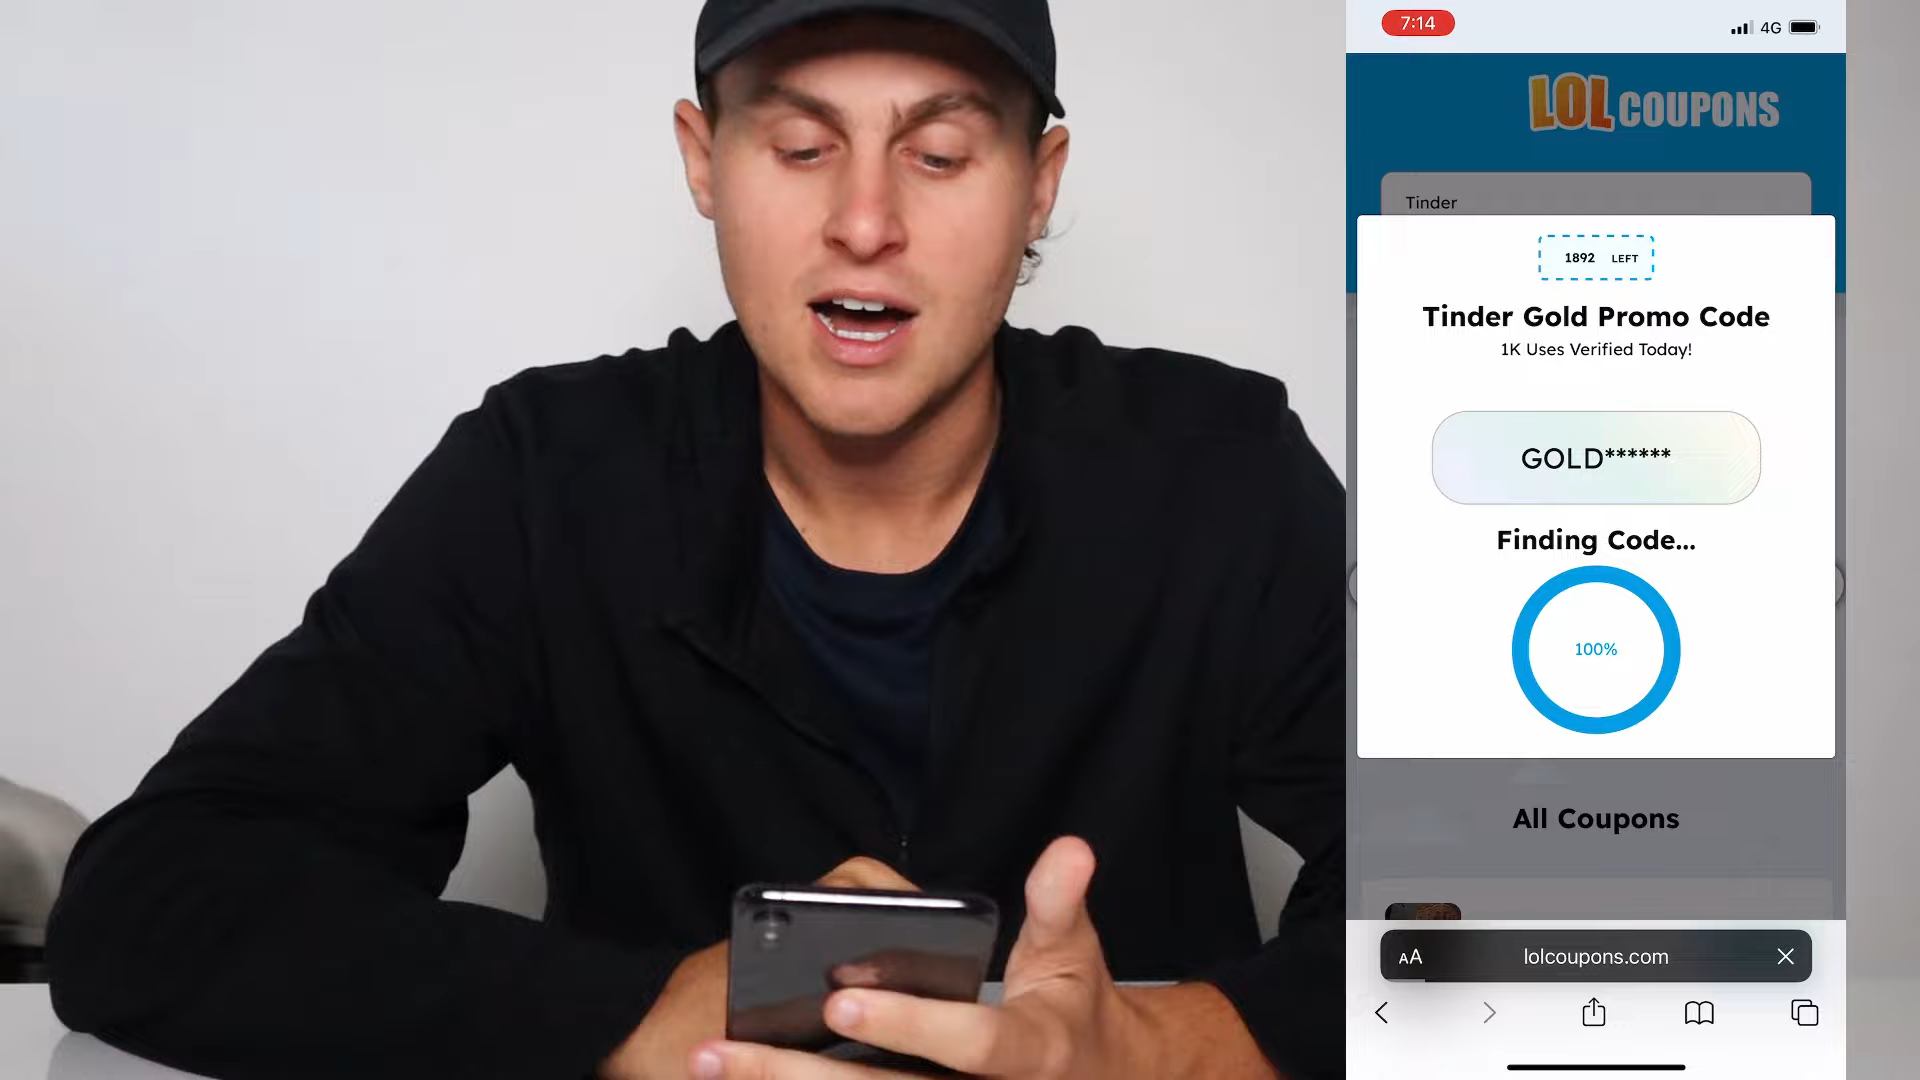 7:14
4G
LOL COUPONS
Tinder
1892 LEFT
Tinder Gold Promo Code
1K Uses Verified Today!
GOLD******
Finding Code...
100%
All Coupons
AA lolcoupons.com